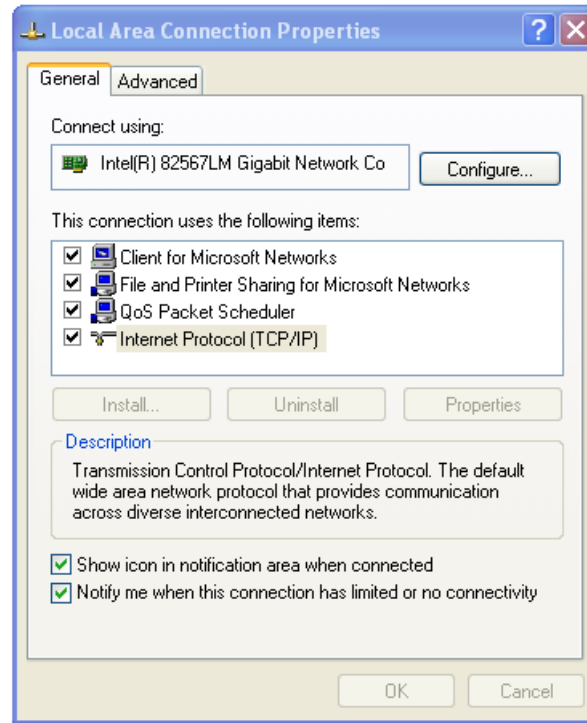 Local Area Connection Properties
General
Advanced
Connect using:
Intel(R) 82567LM Gigabit Network Co
Configure...
This connection uses the following items:
Client for Microsoft Networks
File and Printer Sharing for Microsoft Networks
QoS Packet Scheduler
Internet Protocol (TCP/IP)
Install...
Uninstall
Properties
Description
Transmission Control Protocol/Internet Protocol. The default
wide area network protocol that provides communication
across diverse interconnected networks.
Show icon in notification area when connected
Notify me when this connection has limited or no connectivity
OK
Cancel